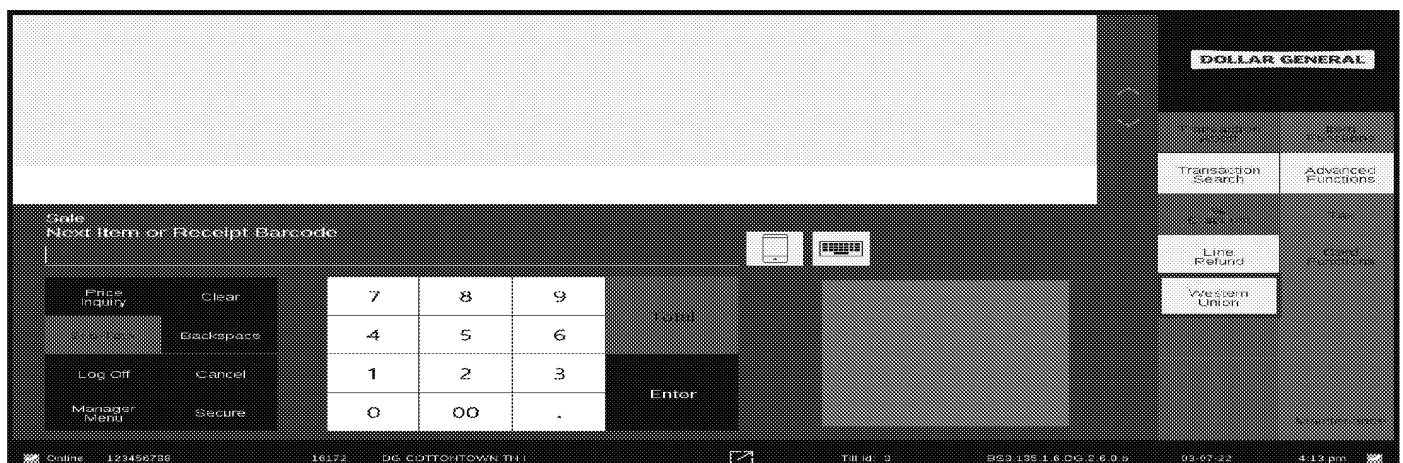 DOLLAR GENERAL
Transaction
Search
Advanced
Functions
Sale
Next Item or Receipt Barcode
Line
Refund
Western
Union
Price
Inquiry
Clear
7
8
9
Total
Backspace
4
5
6
Log Off
Cancel
1
2
3
Enter
Manager
Menu
Secure
0
00
.
Online 123456789 16172 DG COTTONTOWN TN Till Id: 3 03-07-22 4:13 pm